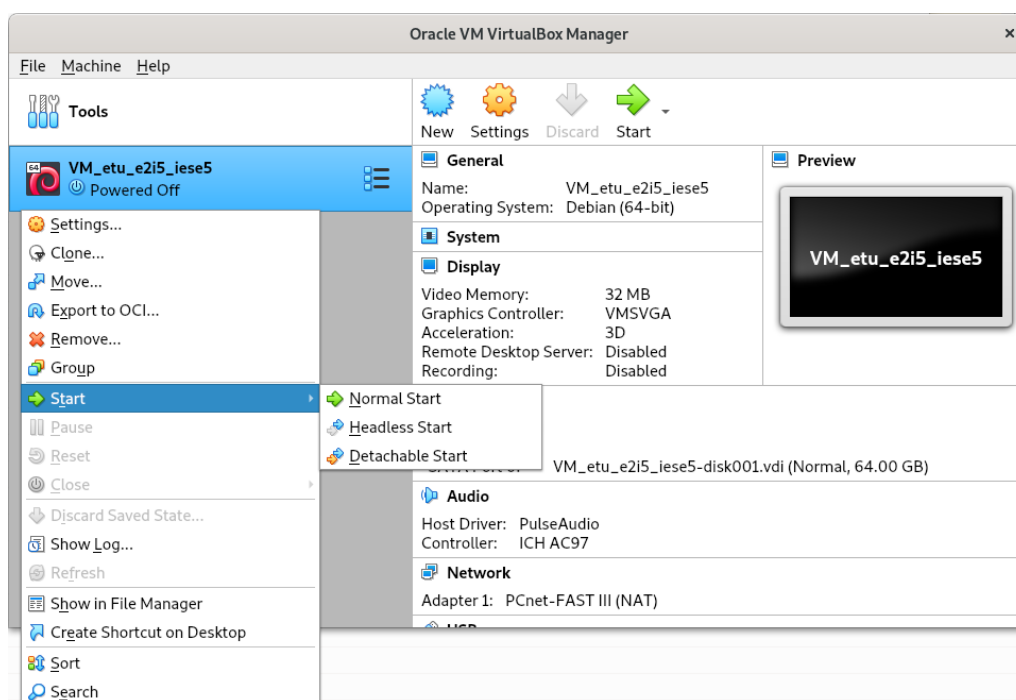 Oracle VM VirtualBox Manager
File Machine Help
Tools
New Settings Discard Start
64
VM_etu_e2i5_iese5
Powered Off
Settings...
Clone...
Move...
Export to OCI...
Remove...
Group
Start
Pause
Reset
Close
Discard Saved State...
Show Log...
Refresh
Show in File Manager
Create Shortcut on Desktop
Sort
Search
Normal Start
Headless Start
Detachable Start
General
Name: VM_etu_e2i5_iese5
Operating System: Debian (64-bit)
System
Display
Video Memory: 32 MB
Graphics Controller: VMSVGA
Acceleration: 3D
Remote Desktop Server: Disabled
Recording: Disabled
VM_etu_e2i5_iese5-disk001.vdi (Normal, 64.00 GB)
Audio
Host Driver: PulseAudio
Controller: ICH AC97
Network
Adapter 1: PCnet-FAST III (NAT)
Preview
VM_etu_e2i5_iese5